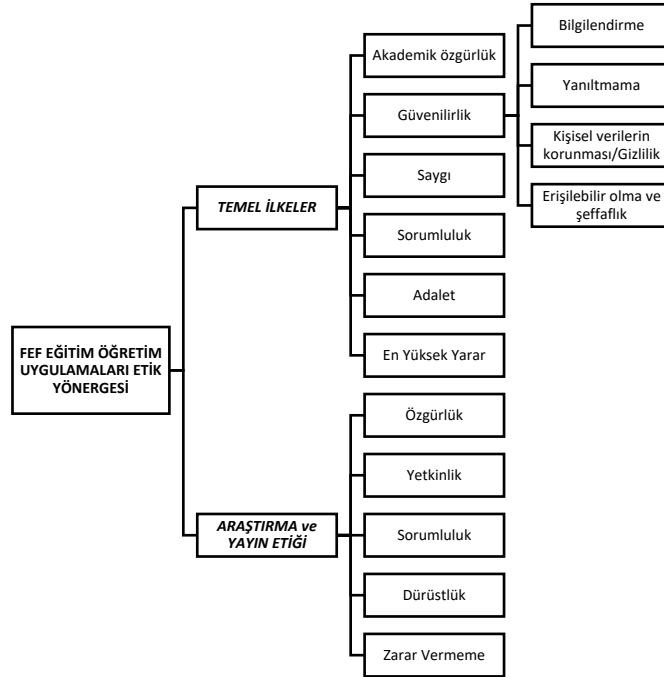 FEF EĞİTİM ÖĞRETİM
UYGULAMALARI ETİK
YÖNERGESİ
TEMEL İLKELER
Akademik özgürlük
Güvenilirlik
Bilgilendirme
Yanıltmama
Kişisel verilerin
korunması/Gizlilik
Erişilebilir olma ve
şeffaflık
Saygı
Sorumluluk
Adalet
En Yüksek Yarar
ARAŞTIRMA ve
YAYIN ETİĞİ
Özgürlük
Yetkinlik
Sorumluluk
Dürüstlük
Zarar Vermeme